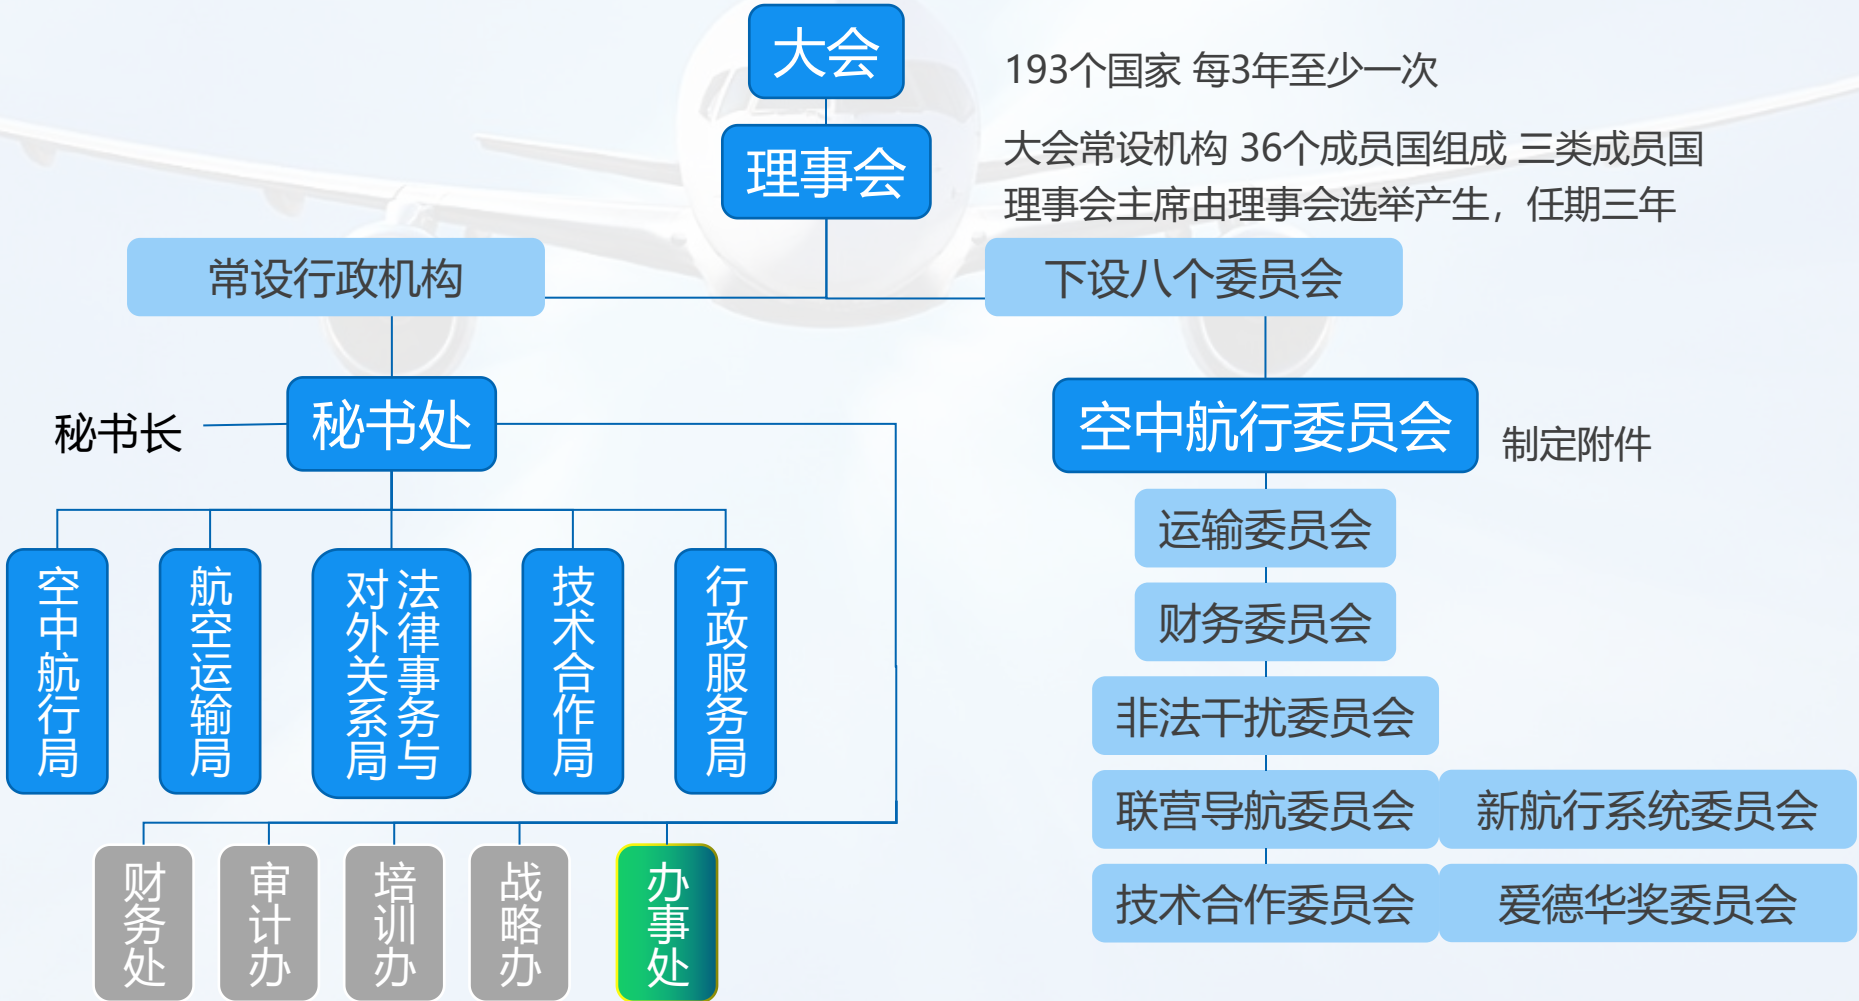 大会
193个国家 每3年至少一次
理事会
大会常设机构 36个成员国组成 三类成员国
理事会主席由理事会选举产生，任期三年
常设行政机构
下设八个委员会
秘书长
秘书处
空中航行委员会
制定附件
空中航行局
航空运输局
法律事务与
对外关系局
技术合作局
行政服务局
财务处
审计办
培训办
战略办
办事处
运输委员会
财务委员会
非法干扰委员会
联营导航委员会
新航行系统委员会
技术合作委员会
爱德华奖委员会